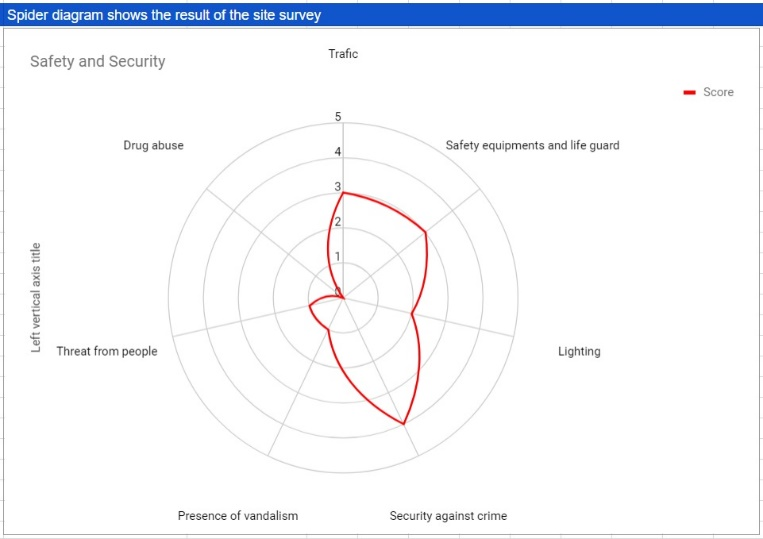 Spider diagram shows the result of the site survey
Safety and Security
Trafic
Score
5
Drug abuse
Safety equipments and life guard
4
3
2
1
0
Left vertical axis title
Threat from people
Lighting
Presence of vandalism
Security against crime